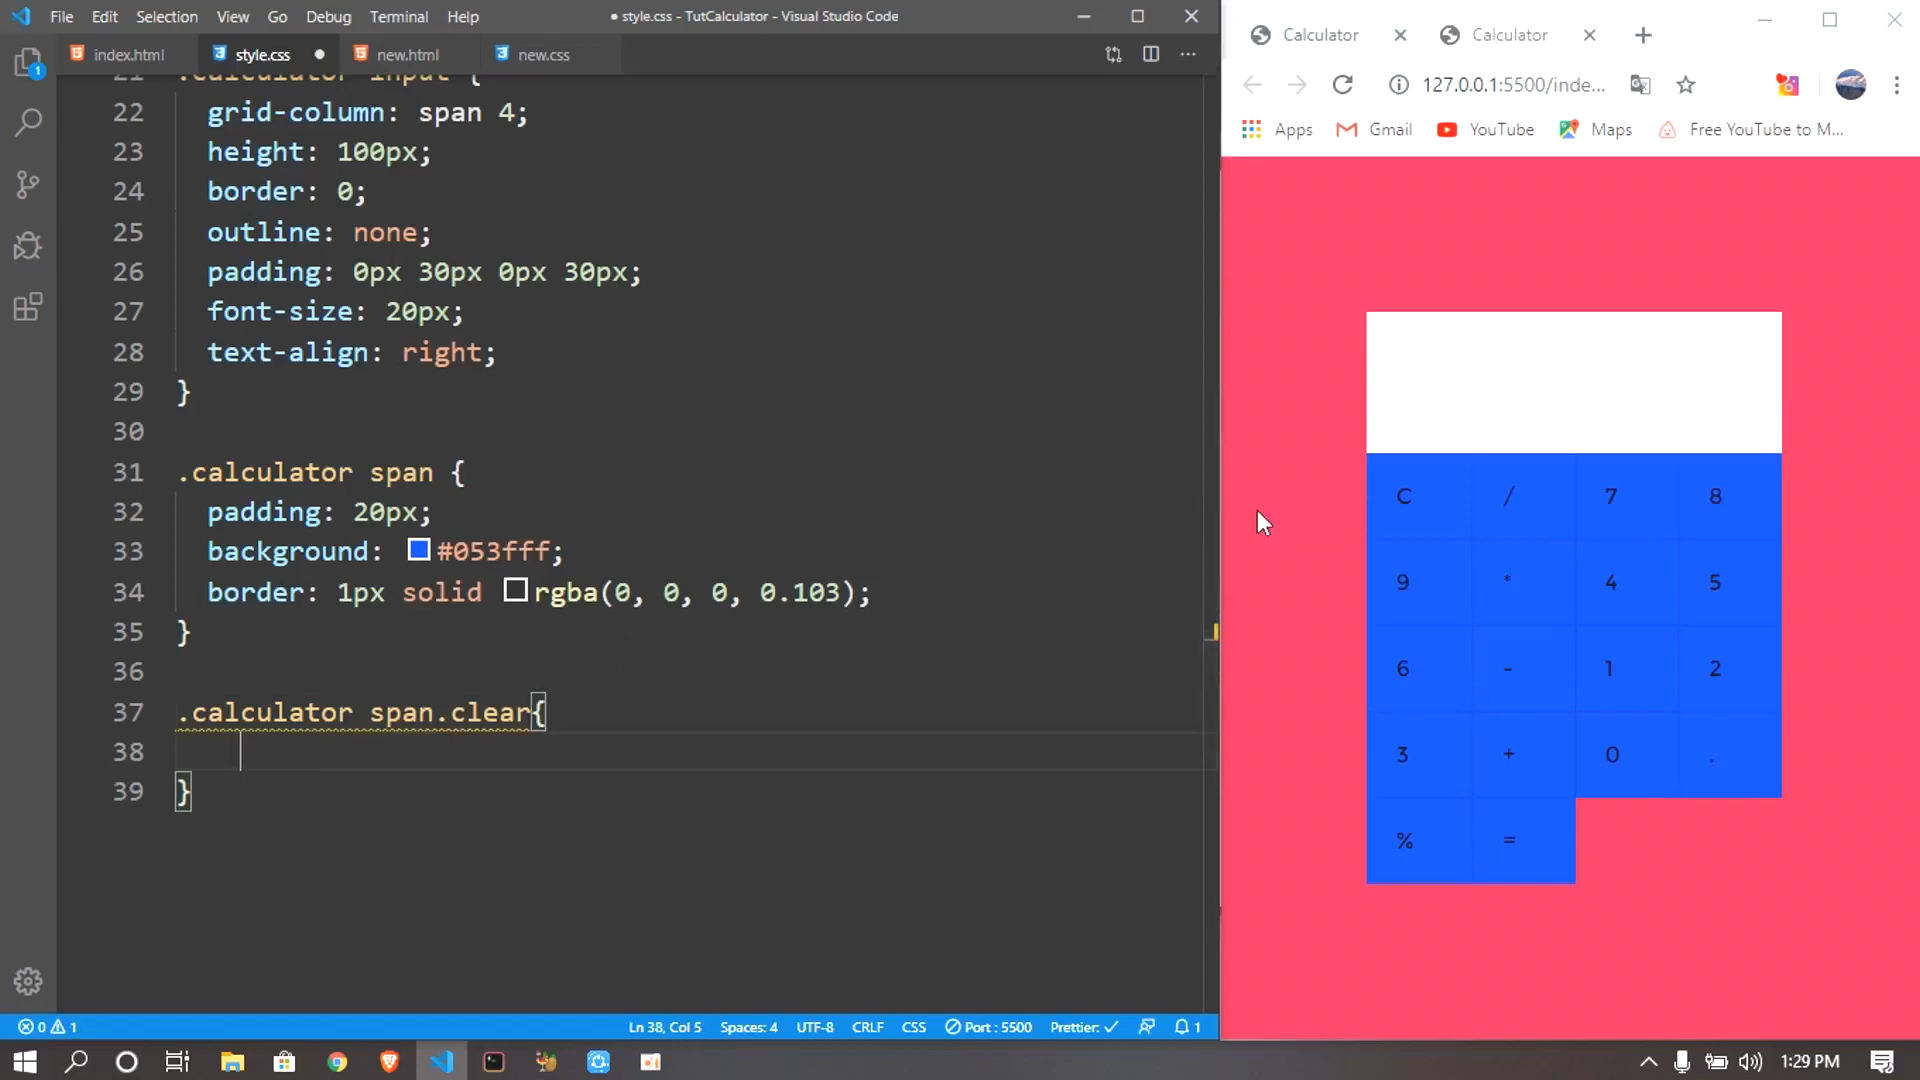 File Edit Selection View Go Debug Terminal Help ● style.css - TutCalculator - Visual Studio Code
index.html style.css ● new.html new.css
21 .calculator input {
22 grid-column: span 4;
23 height: 100px;
24 border: 0;
25 outline: none;
26 padding: 0px 30px 0px 30px;
27 font-size: 20px;
28 text-align: right;
29 }
30
31 .calculator span {
32 padding: 20px;
33 background: #053fff;
34 border: 1px solid rgba(0, 0, 0, 0.103);
35 }
36
37 .calculator span.clear{
38
39 }
1
0 1 Ln 38, Col 5 Spaces: 4 UTF-8 CRLF CSS Port : 5500 Prettier: ✓ 1
Calculator Calculator
127.0.0.1:5500/inde...
Apps Gmail YouTube Maps Free YouTube to M...
C / 7 8
9 * 4 5
6 - 1 2
3 + 0 .
% =
1:29 PM